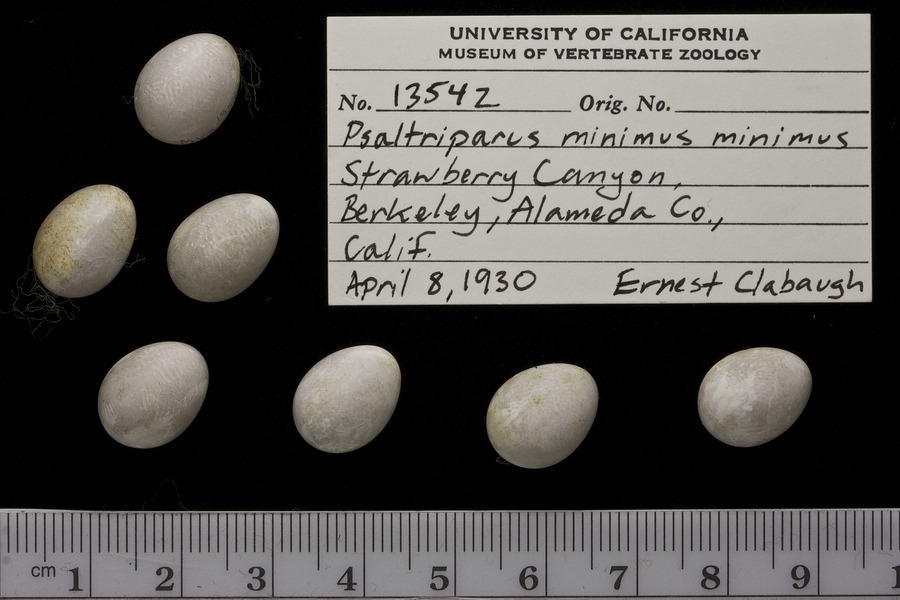 UNIVERSITY OF CALIFORNIA
MUSEUM OF VERTEBRATE ZOOLOGY
No. 13542 Orig. No.
Psaltriparus minimus minimus
Strawberry Canyon,
Berkeley, Alameda Co.,
Calif.
April 8, 1930 Ernest Clabaugh
cm 1 2 3 4 5 6 7 8 9 1